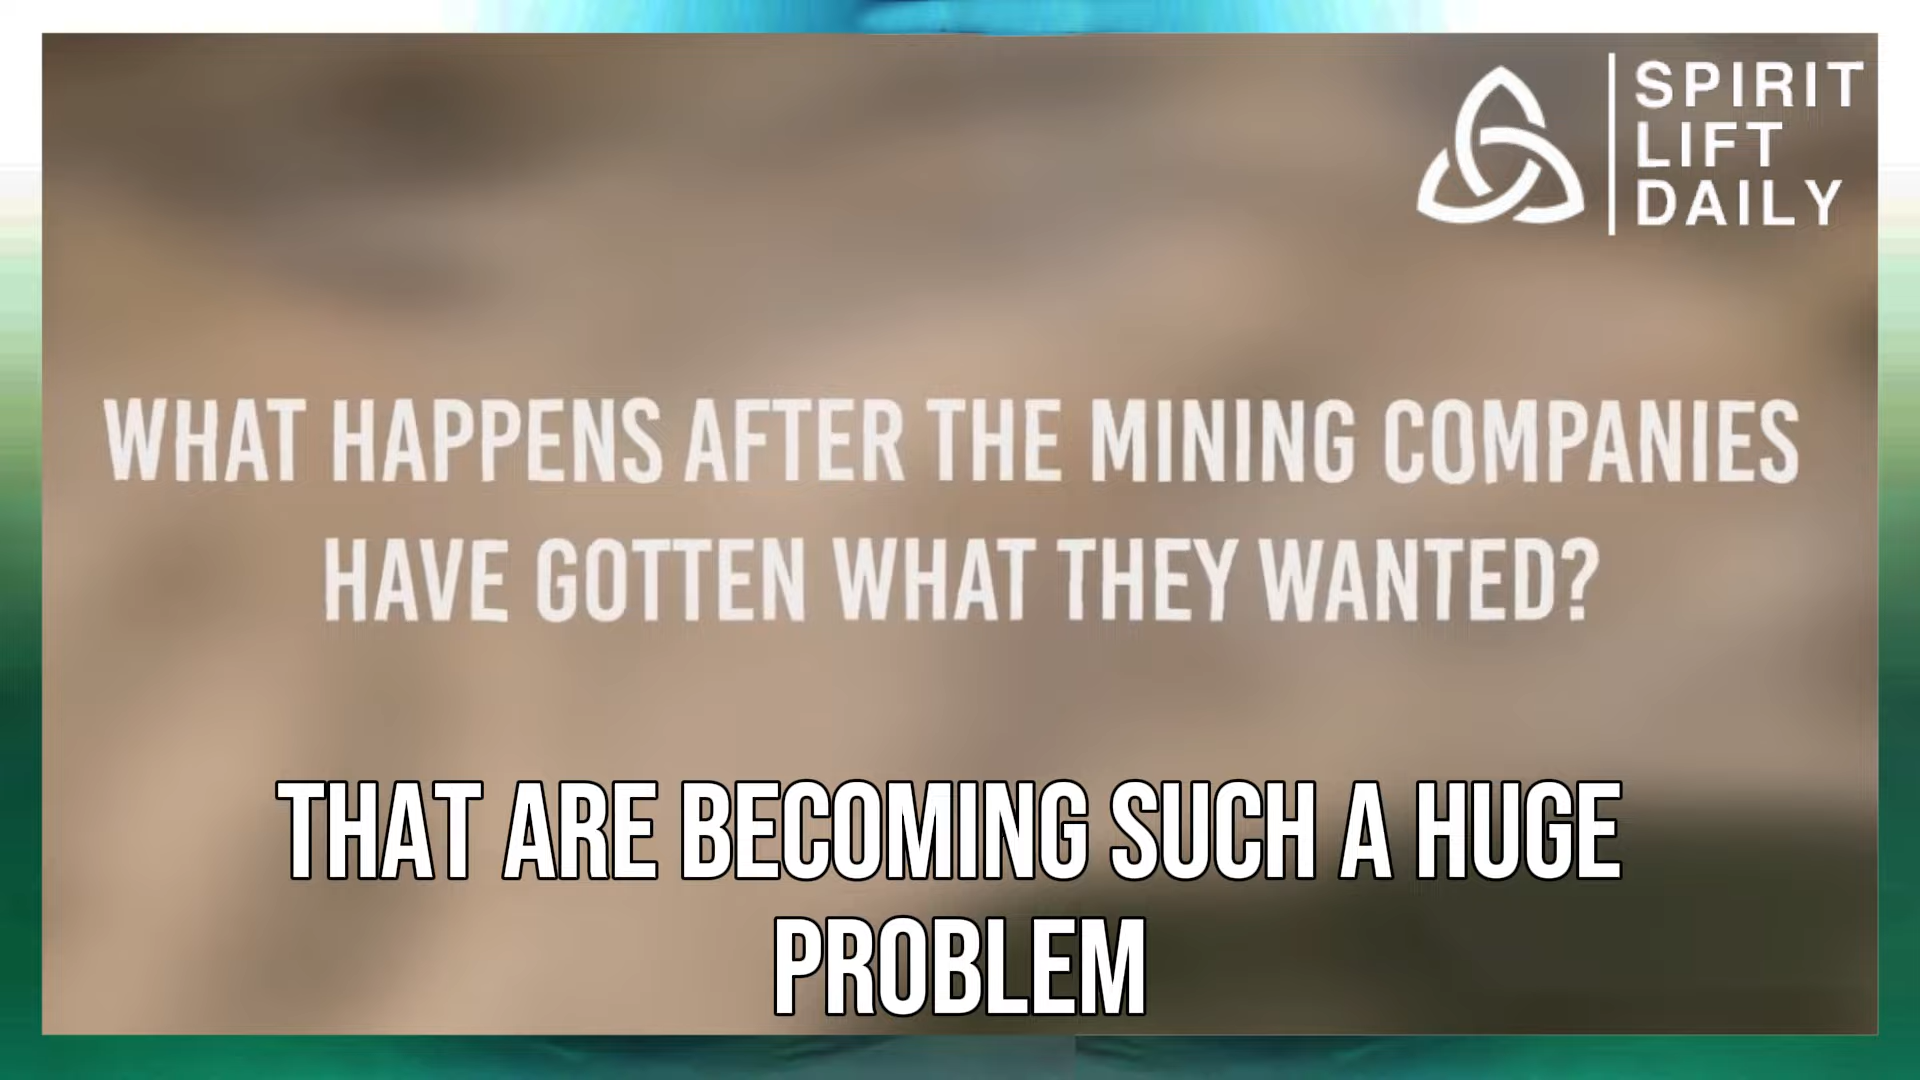 SPIRIT
LIFT
DAILY
WHAT HAPPENS AFTER THE MINING COMPANIES
HAVE GOTTEN WHAT THEY WANTED?
THAT ARE BECOMING SUCH A HUGE
PROBLEM